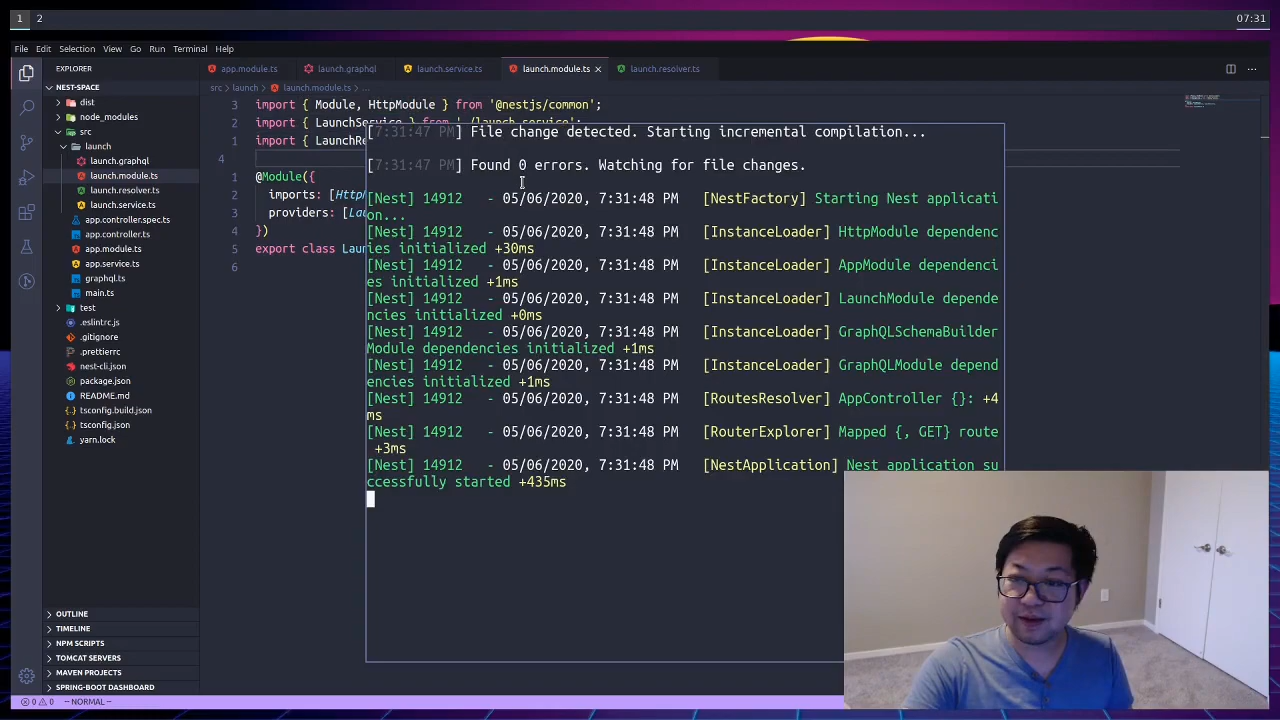 1 2 07:31
File Edit Selection View Go Run Terminal Help
EXPLORER
app.module.ts launch.graphql launch.service.ts launch.module.ts launch.resolver.ts
NEST-SPACE
src launch launch.module.ts ...
dist
node_modules
src
launch
launch.graphql
launch.module.ts
launch.resolver.ts
launch.service.ts
app.controller.spec.ts
app.controller.ts
app.module.ts
app.service.ts
graphql.ts
main.ts
test
.eslintrc.js
.gitignore
.prettierrc
nest-cli.json
package.json
README.md
tsconfig.build.json
tsconfig.json
yarn.lock
OUTLINE
TIMELINE
NPM SCRIPTS
TOMCAT SERVERS
MAVEN PROJECTS
SPRING-BOOT DASHBOARD
3 import { Module, HttpModule } from '@nestjs/common';
2 import { LaunchService } from './launch.service';
1 import { LaunchRe
4
1 @Module({
2 imports: [Http
3 providers: [La
4 })
5 export class Laun
6
[7:31:47 PM] File change detected. Starting incremental compilation...
[7:31:47 PM] Found 0 errors. Watching for file changes.
[Nest] 14912 - 05/06/2020, 7:31:48 PM [NestFactory] Starting Nest applicati
on...
[Nest] 14912 - 05/06/2020, 7:31:48 PM [InstanceLoader] HttpModule dependenc
ies initialized +30ms
[Nest] 14912 - 05/06/2020, 7:31:48 PM [InstanceLoader] AppModule dependenci
es initialized +1ms
[Nest] 14912 - 05/06/2020, 7:31:48 PM [InstanceLoader] LaunchModule depende
ncies initialized +0ms
[Nest] 14912 - 05/06/2020, 7:31:48 PM [InstanceLoader] GraphQLSchemaBuilder
Module dependencies initialized +1ms
[Nest] 14912 - 05/06/2020, 7:31:48 PM [InstanceLoader] GraphQLModule depend
encies initialized +1ms
[Nest] 14912 - 05/06/2020, 7:31:48 PM [RoutesResolver] AppController {}: +4
ms
[Nest] 14912 - 05/06/2020, 7:31:48 PM [RouterExplorer] Mapped {, GET} route
+3ms
[Nest] 14912 - 05/06/2020, 7:31:48 PM [NestApplication] Nest application su
ccessfully started +435ms
0 0 -- NORMAL --